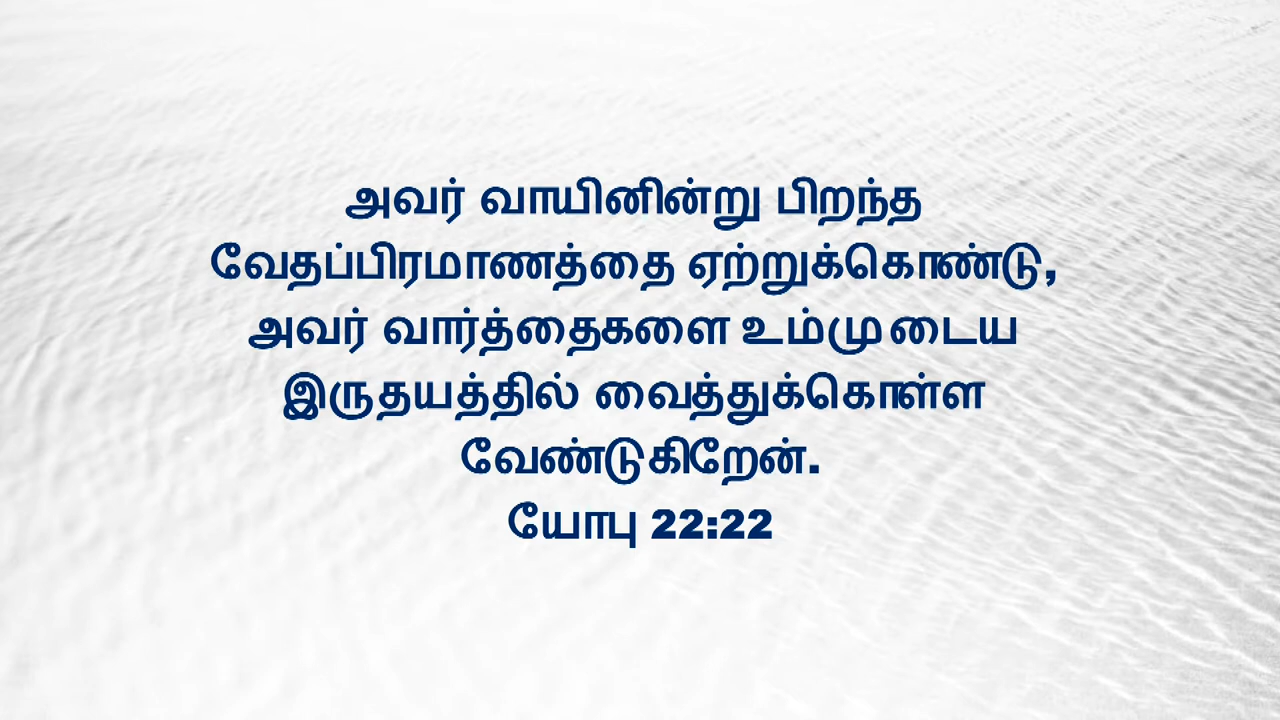 அவர் வாயினின்று பிறந்த
வேதப்பிரமாணத்தை ஏற்றுக்கொண்டு,
அவர் வார்த்தைகளை உம்முடைய
இருதயத்தில் வைத்துக்கொள்ள
வேண்டுகிறேன்.
யோபு 22:22